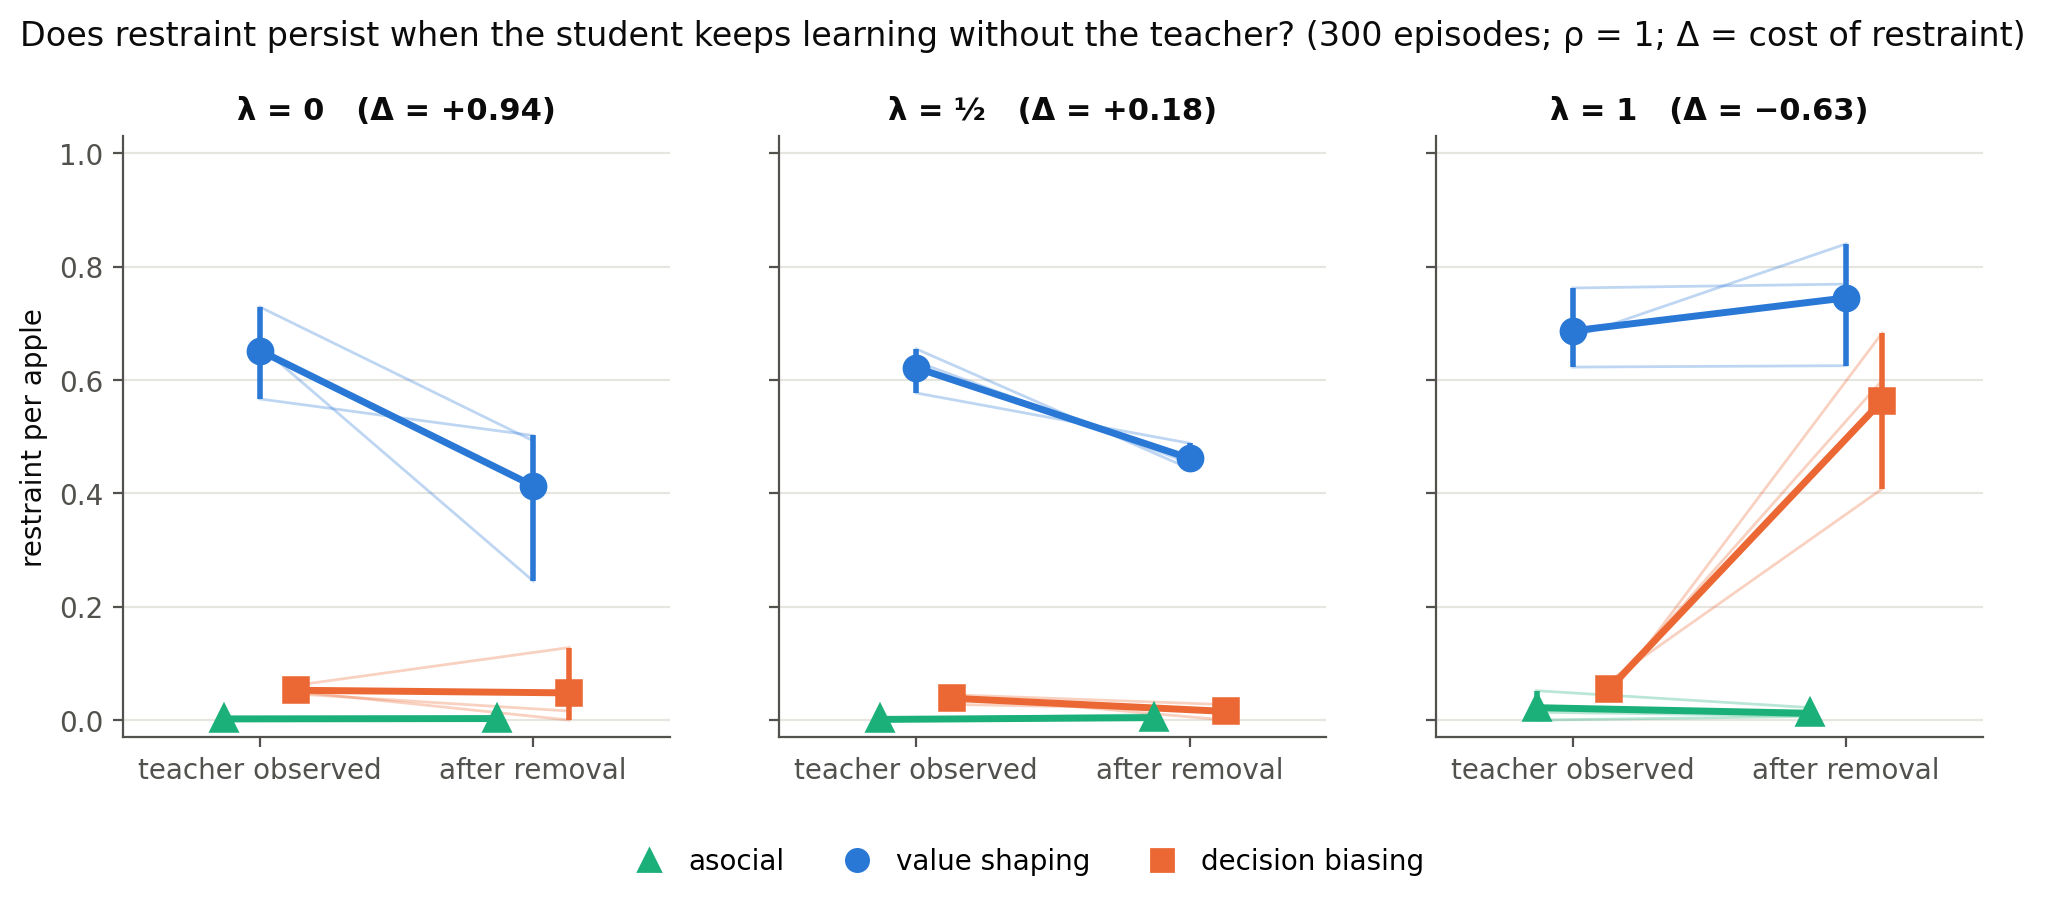 Does restraint persist when the student keeps learning without the teacher? (300 episodes; ρ = 1; Δ = cost of restraint)
λ = 0 (Δ = +0.94)
λ = ½ (Δ = +0.18)
λ = 1 (Δ = −0.63)
restraint per apple
1.0
0.8
0.6
0.4
0.2
0.0
teacher observed
after removal
teacher observed
after removal
teacher observed
after removal
asocial
value shaping
decision biasing